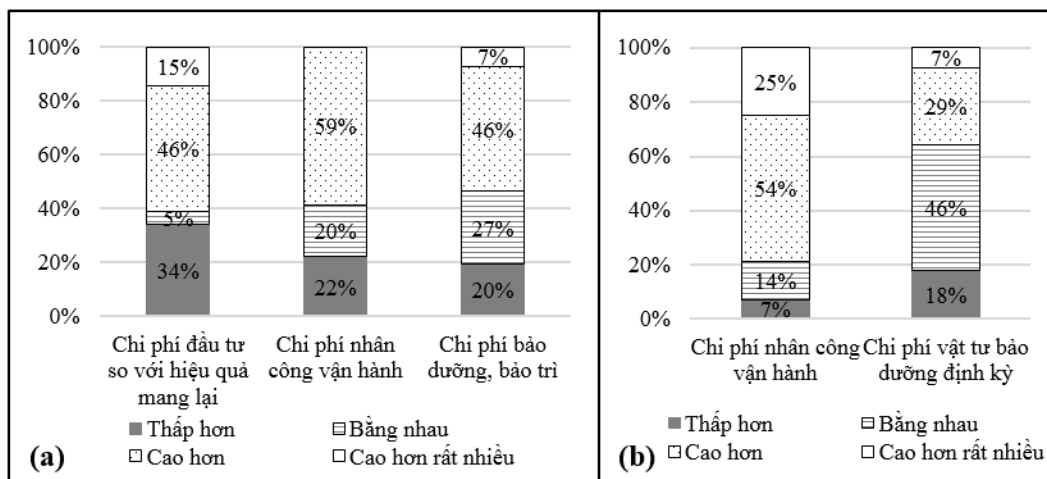 100%
80%
60%
40%
20%
0%
15%
46%
5%
34%
59%
20%
22%
7%
46%
27%
20%
Chi phí đầu tư
so với hiệu quả
mang lại
Chi phí nhân
công vận hành
Chi phí bảo
dưỡng, bảo trì
Thấp hơn
Bằng nhau
Cao hơn
Cao hơn rất nhiều
(a)
100%
80%
60%
40%
20%
0%
25%
54%
14%
7%
7%
29%
46%
18%
Chi phí nhân công
vận hành
Chi phí vật tư bảo
dưỡng định kỳ
Thấp hơn
Bằng nhau
Cao hơn
Cao hơn rất nhiều
(b)